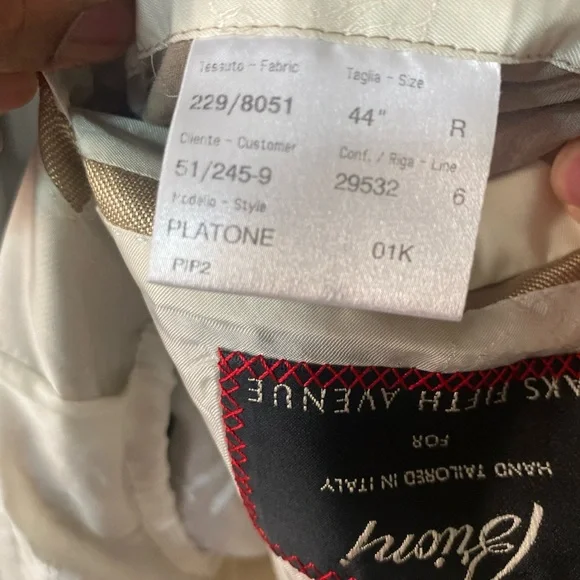 Tessuto - Fabric Taglia - Size
229/8051 44" R
Cliente - Customer Conf. / Riga - Line
51/245-9 29532 6
Modello - Style
PLATONE 01K
PIP2
Brioni
HAND TAILORED IN ITALY
FOR
AKS FIFTH AVENUE